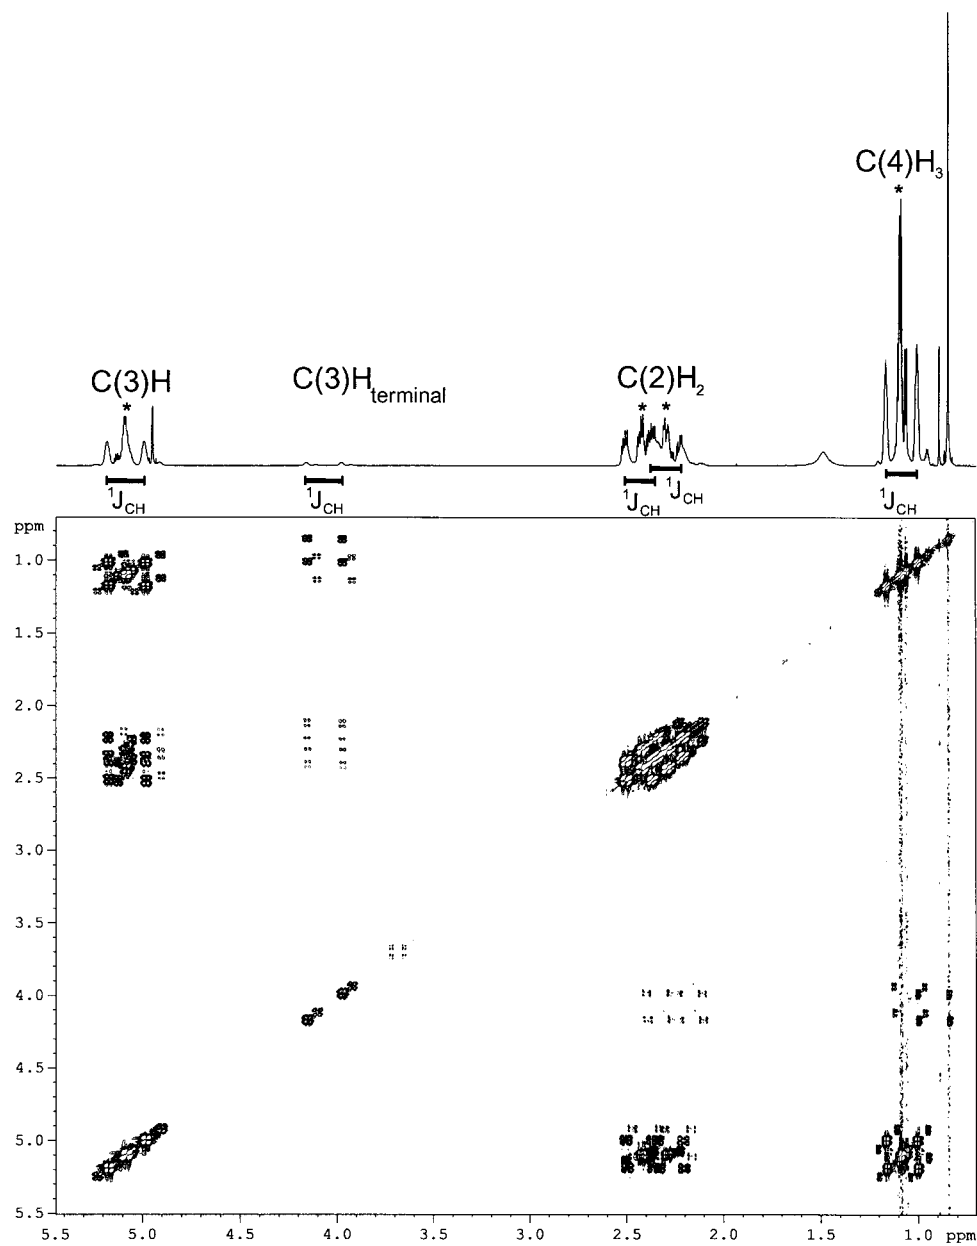 C(4)H3
*
C(3)H
C(3)Hterminal
C(2)H2
*
* *
1JCH
1JCH
1JCH
1JCH
1JCH
ppm
1.0
1.5
2.0
2.5
3.0
3.5
4.0
4.5
5.0
5.5
5.5 5.0 4.5 4.0 3.5 3.0 2.5 2.0 1.5 1.0 ppm